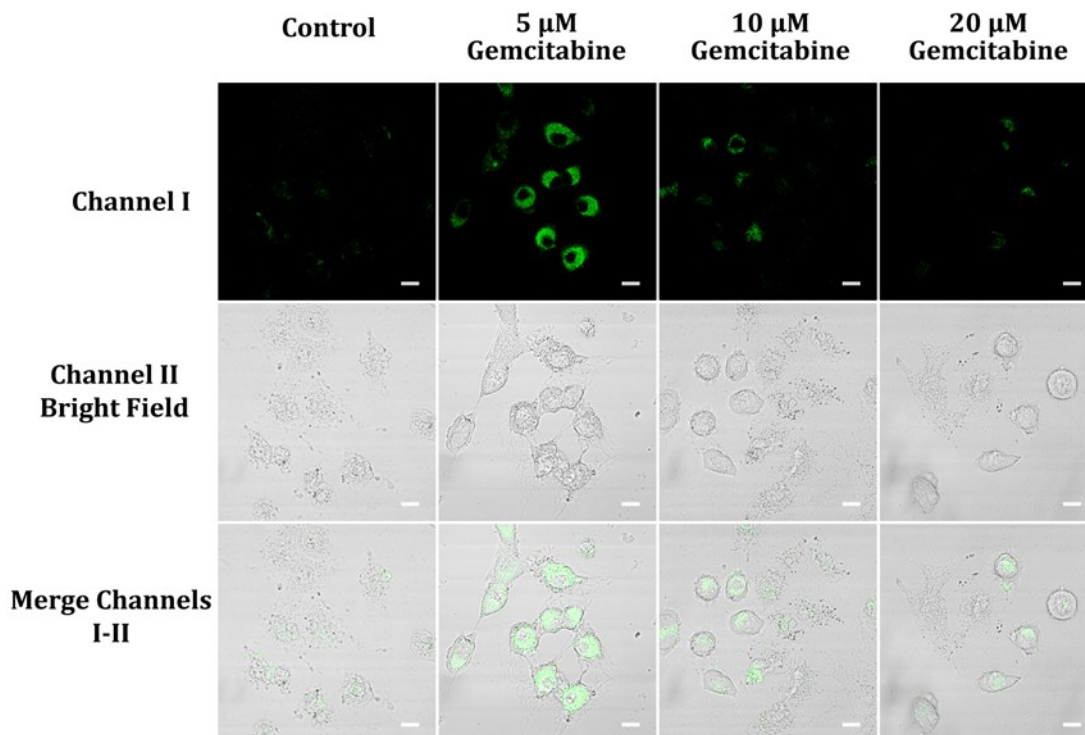 Control
5 µM
Gemcitabine
10 µM
Gemcitabine
20 µM
Gemcitabine
Channel I
Channel II
Bright Field
Merge Channels
I-II